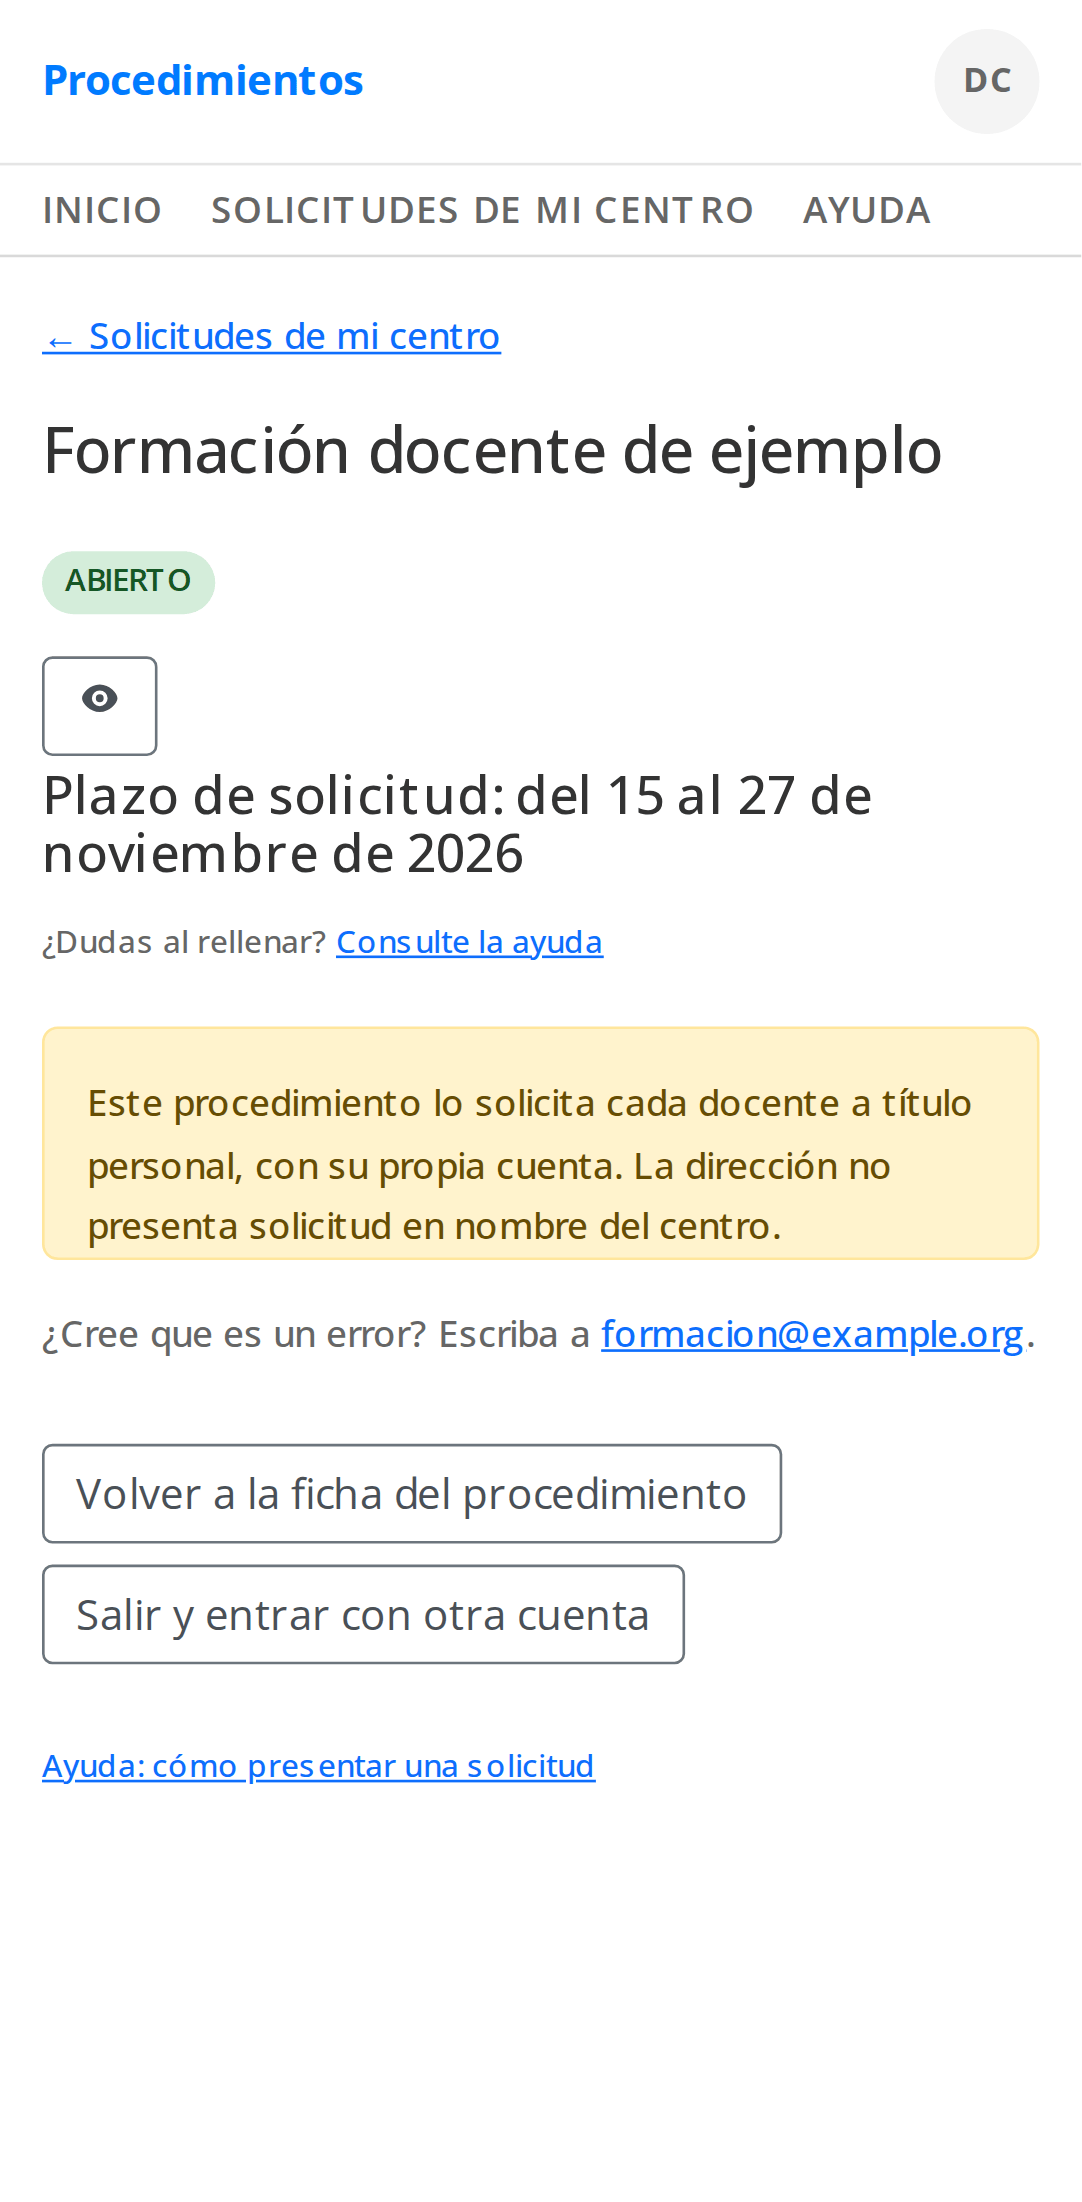 Procedimientos
DC
INICIO SOLICITUDES DE MI CENTRO AYUDA
← Solicitudes de mi centro
Formación docente de ejemplo
ABIERTO
Plazo de solicitud: del 15 al 27 de
noviembre de 2026
¿Dudas al rellenar? Consulte la ayuda
Este procedimiento lo solicita cada docente a título
personal, con su propia cuenta. La dirección no
presenta solicitud en nombre del centro.
¿Cree que es un error? Escriba a formacion@example.org.
Volver a la ficha del procedimiento
Salir y entrar con otra cuenta
Ayuda: cómo presentar una solicitud